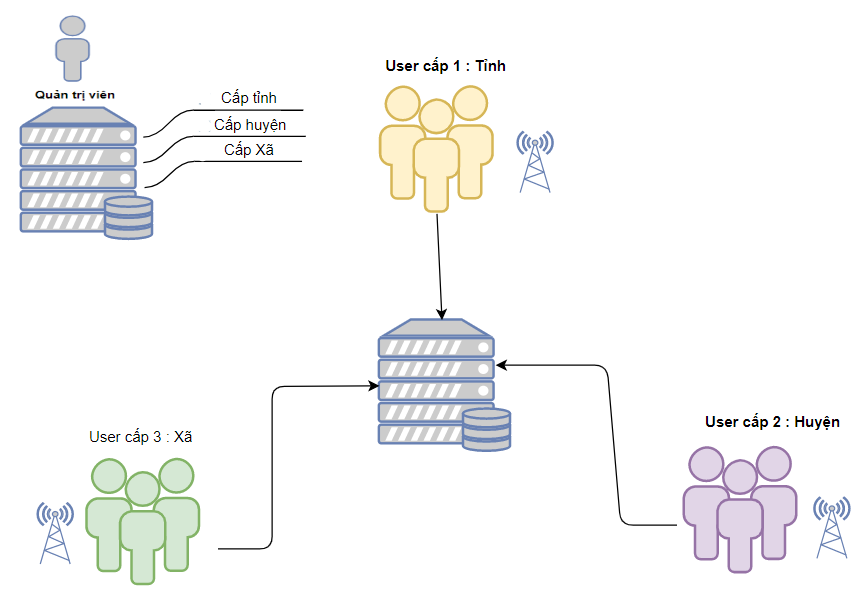 User cấp 1 : Tỉnh
Quản trị viên
Cấp tỉnh
Cấp huyện
Cấp Xã
User cấp 2 : Huyện
User cấp 3 : Xã